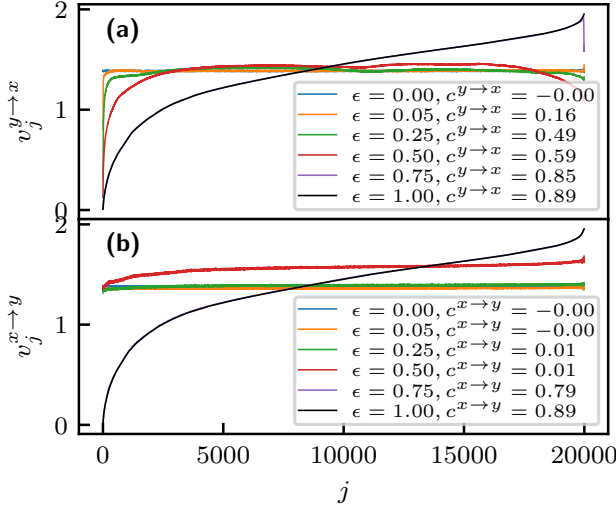 2
(a)
1
v_j^{y→x}
ϵ = 0.00, c^{y→x} = −0.00
ϵ = 0.05, c^{y→x} = 0.16
ϵ = 0.25, c^{y→x} = 0.49
ϵ = 0.50, c^{y→x} = 0.59
ϵ = 0.75, c^{y→x} = 0.85
ϵ = 1.00, c^{y→x} = 0.89
0
2
(b)
1
v_j^{x→y}
ϵ = 0.00, c^{x→y} = −0.00
ϵ = 0.05, c^{x→y} = −0.00
ϵ = 0.25, c^{x→y} = 0.01
ϵ = 0.50, c^{x→y} = 0.01
ϵ = 0.75, c^{x→y} = 0.79
ϵ = 1.00, c^{x→y} = 0.89
0
0 5000 10000 15000 20000
j